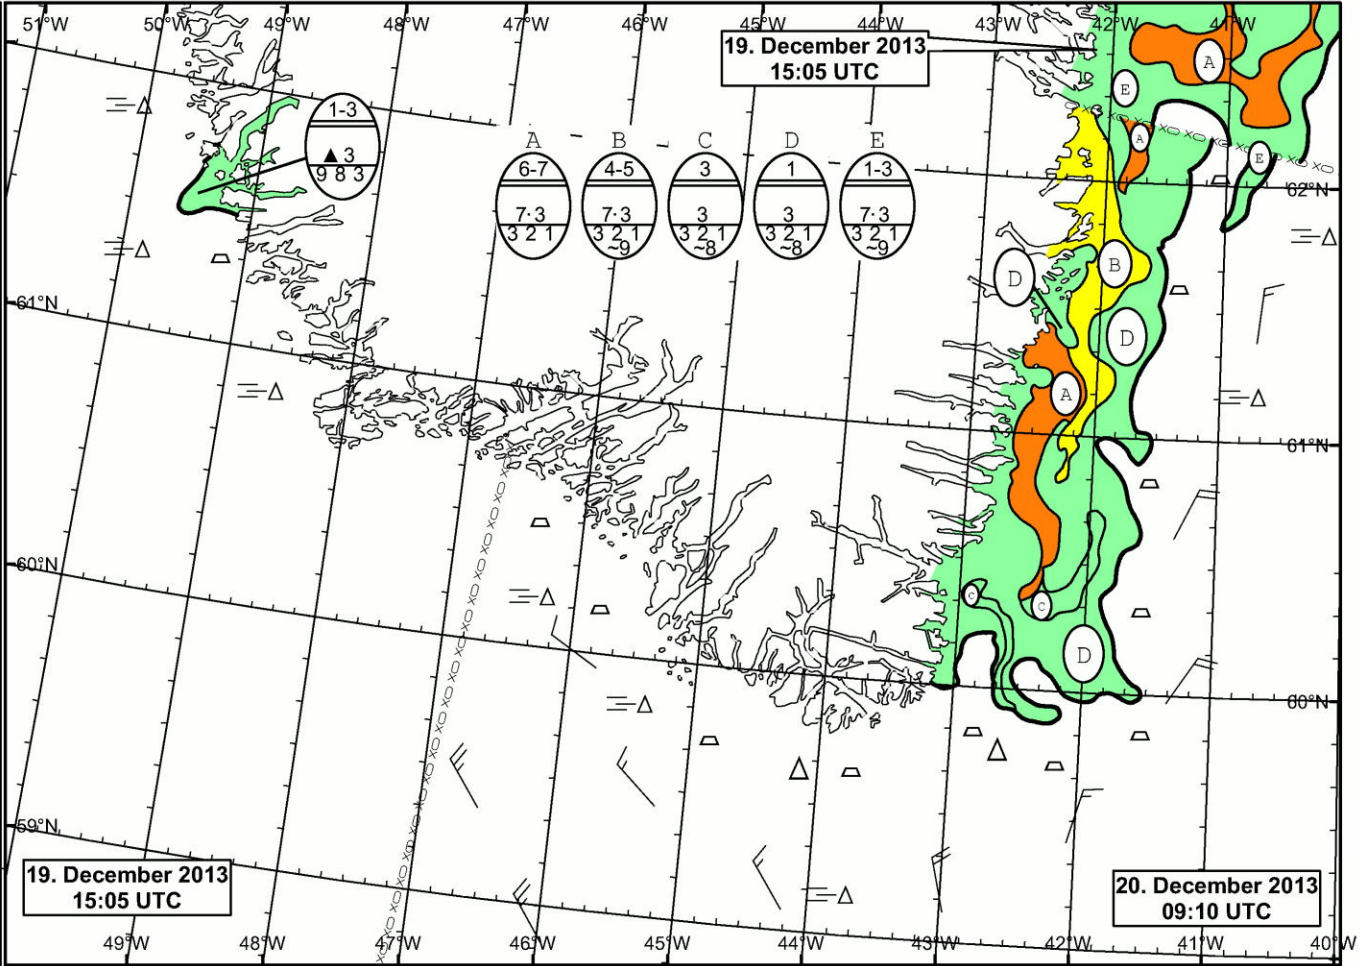 51°W 50°W 49°W 48°W 47°W 46°W 45°W 44°W 43°W 42°W 41°W
19. December 2013
15:05 UTC
A
E
1-3
▲ 3
9 8 3
A B C D E
6-7 4-5 3 1 1-3
7·3 7·3 3 3 7·3
3 2 1 3 2 1 3 2 1 3 2 1 3 2 1
~9 ~8 ~8 ~9
A
E
62°N
B
D
D
61°N
A
61°N
60°N
C
C
D
60°N
59°N
19. December 2013
15:05 UTC
20. December 2013
09:10 UTC
49°W 48°W 47°W 46°W 45°W 44°W 43°W 42°W 41°W 40°W